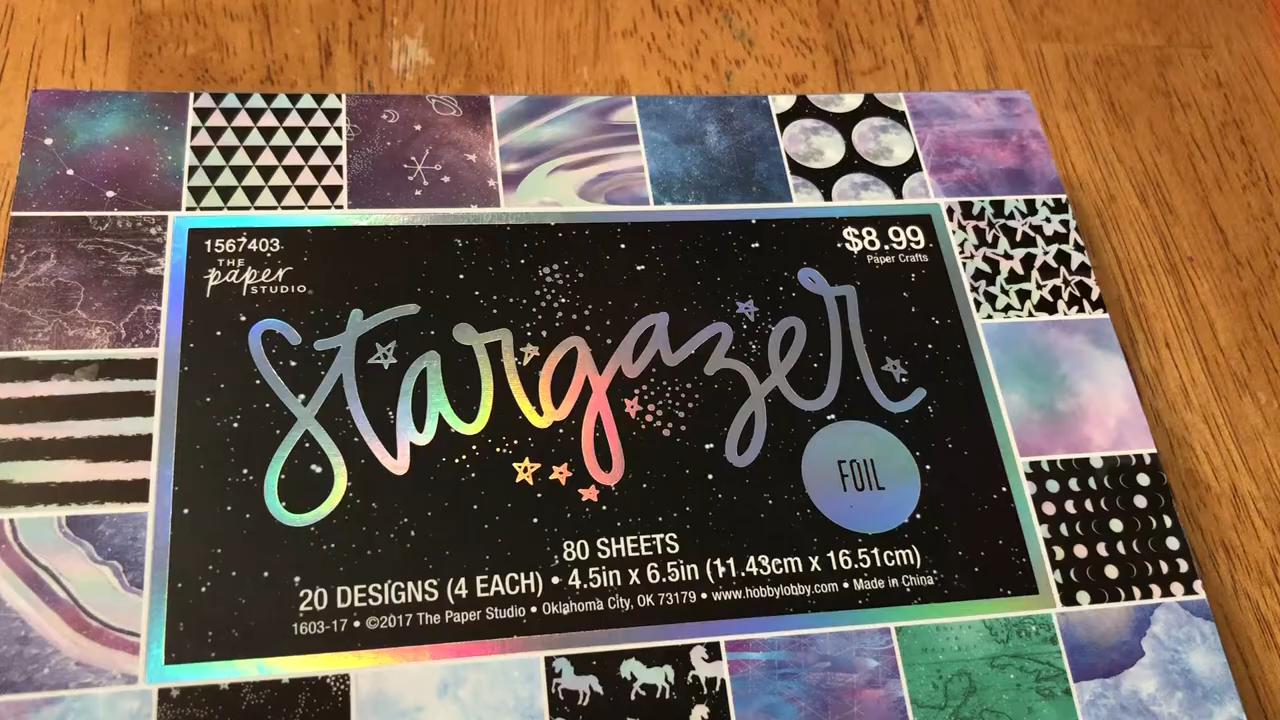 1567403
THE
paper
STUDIO
$8.99
Paper Crafts
Stargazer
FOIL
80 SHEETS
20 DESIGNS (4 EACH) • 4.5in x 6.5in (11.43cm x 16.51cm)
1603-17 • ©2017 The Paper Studio • Oklahoma City, OK 73179 • www.hobbylobby.com • Made in China